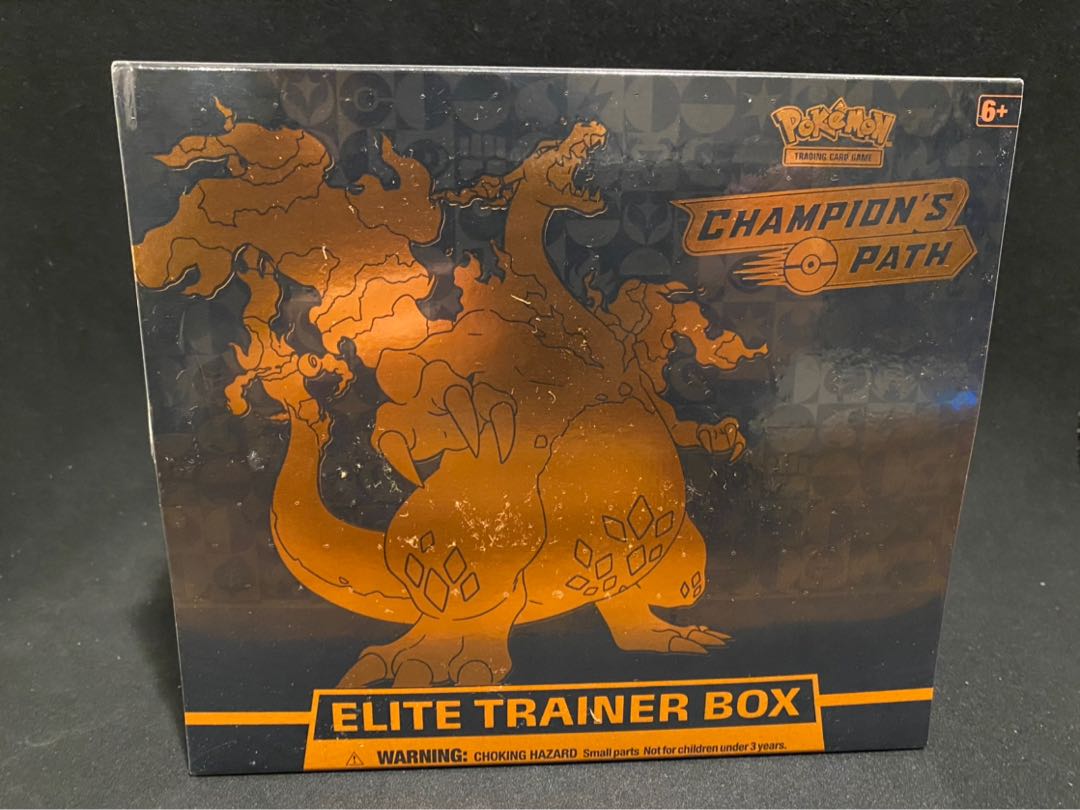 6+
POKéMON
TRADING CARD GAME
CHAMPION'S
PATH
ELITE TRAINER BOX
WARNING: CHOKING HAZARD Small parts Not for children under 3 years.